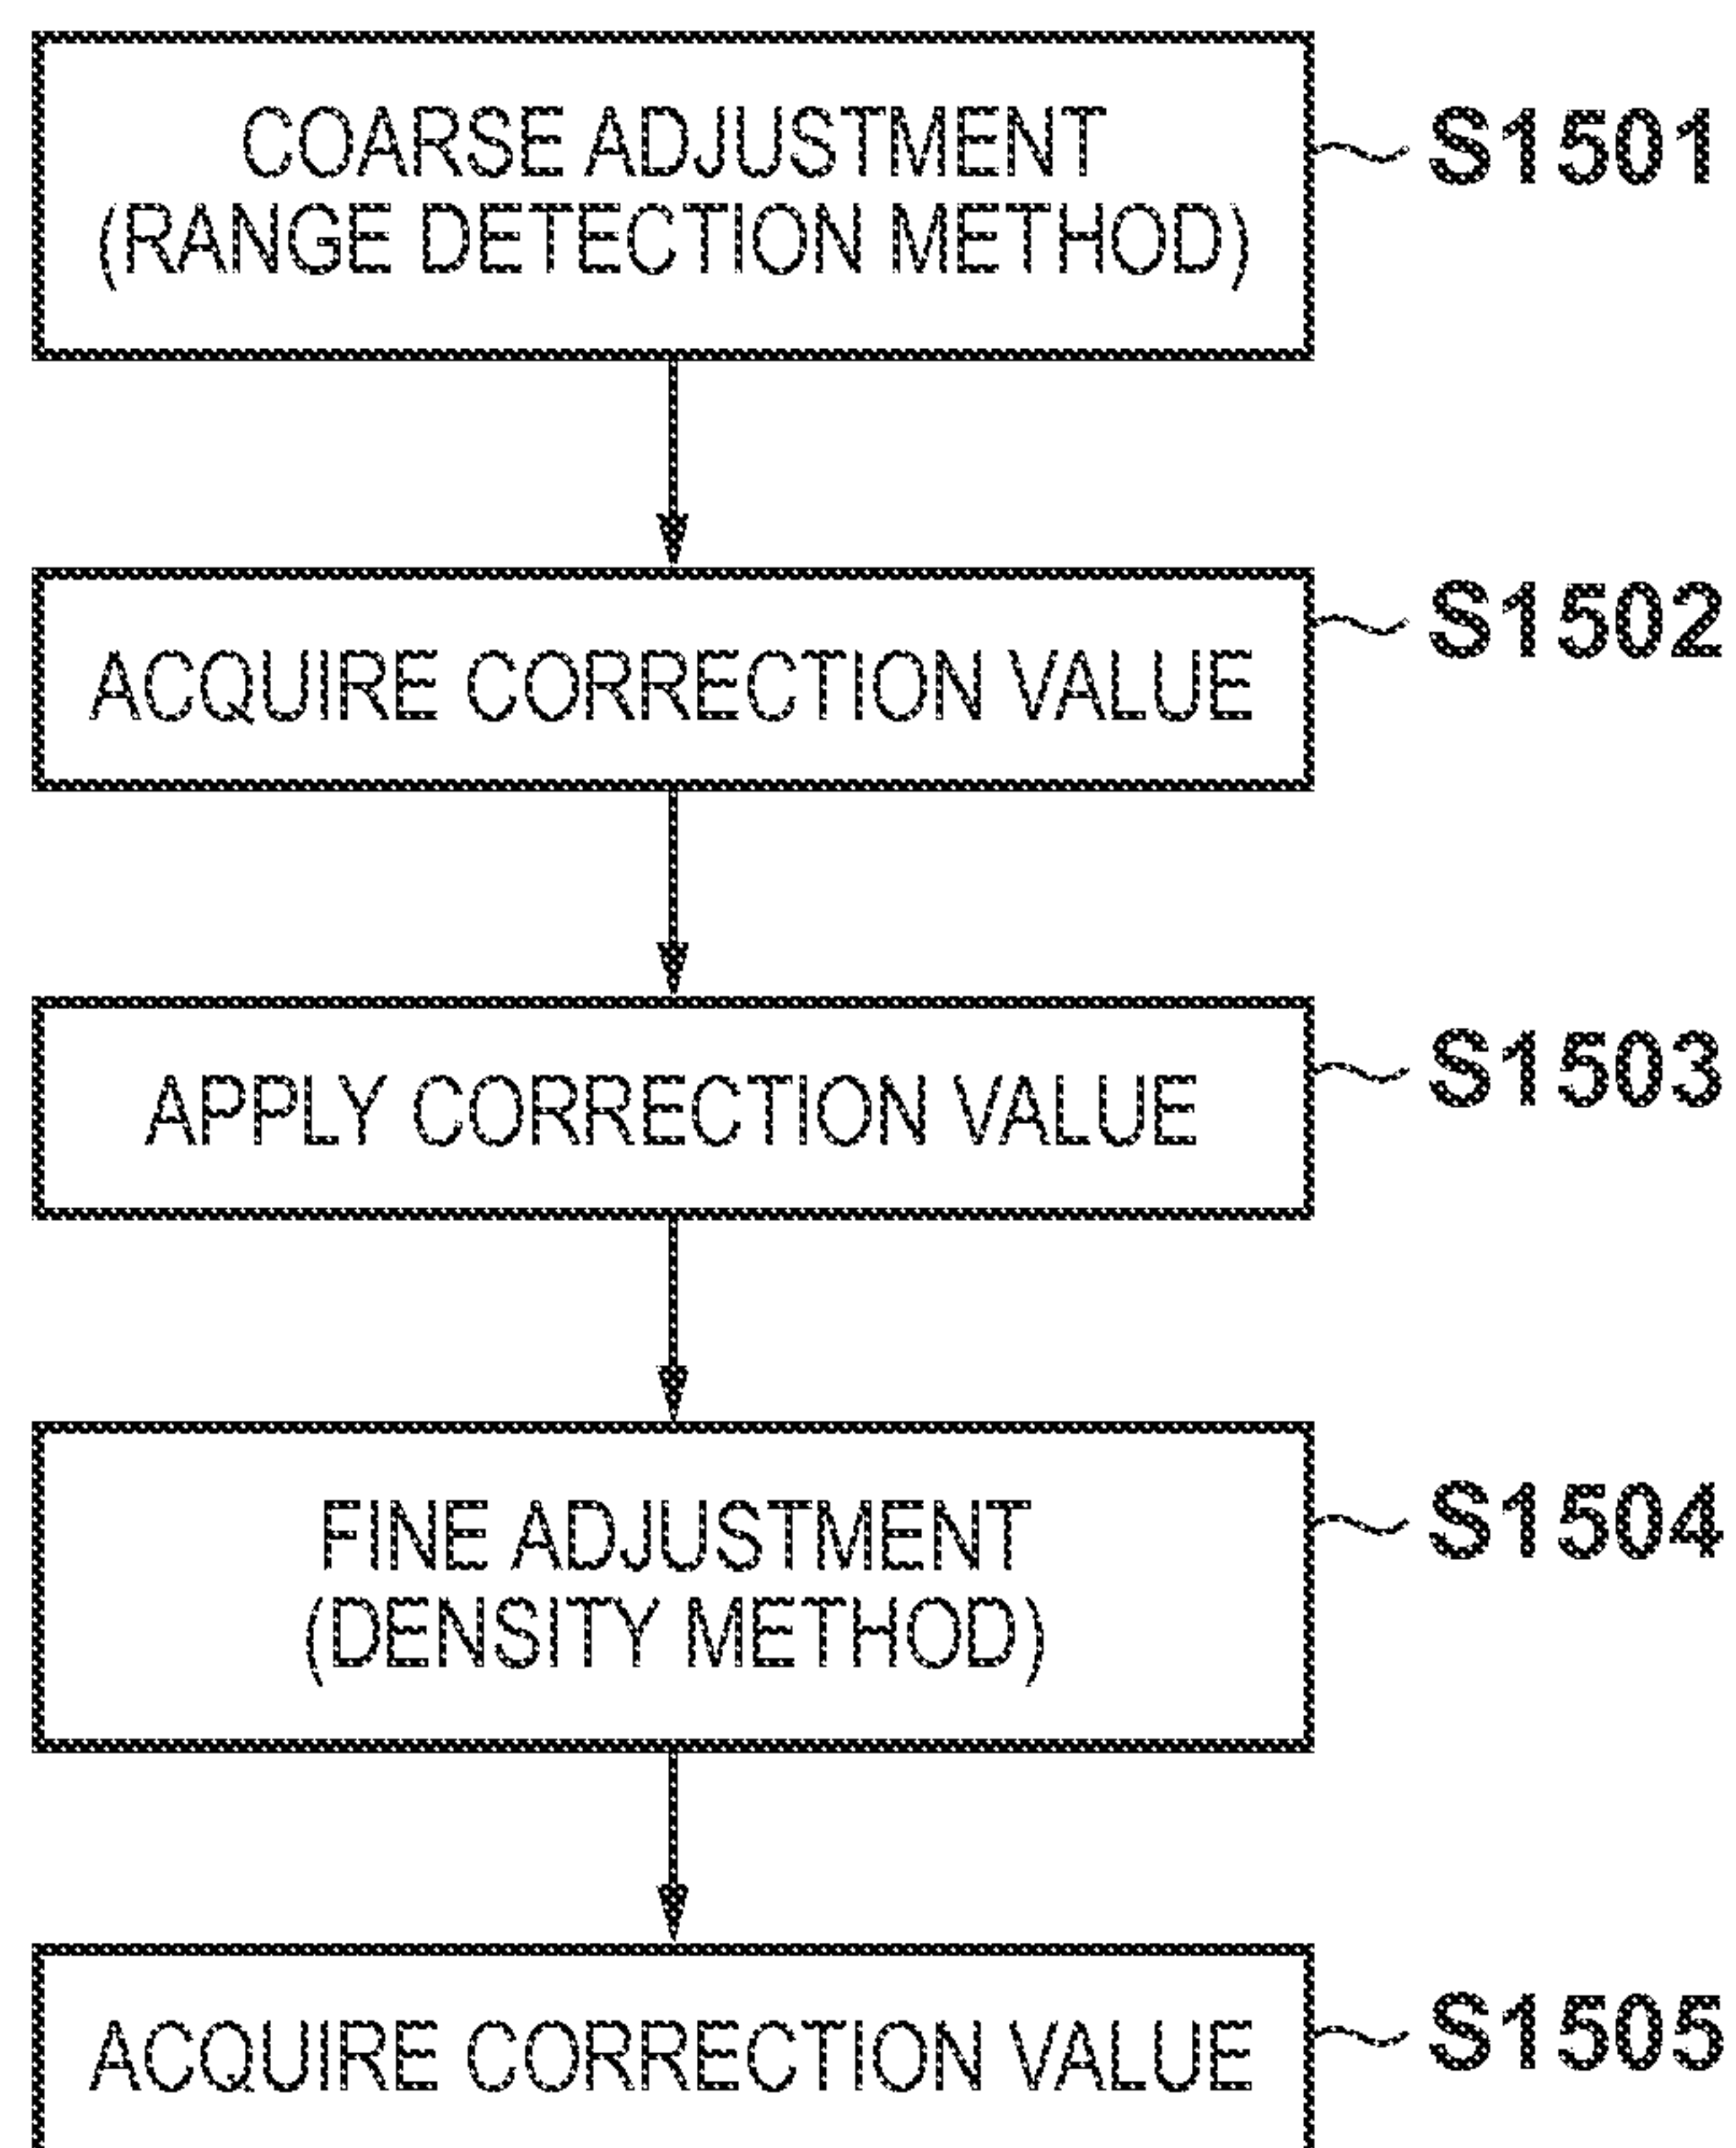 COARSE ADJUSTMENT
(RANGE DETECTION METHOD)
S1501
ACQUIRE CORRECTION VALUE
S1502
APPLY CORRECTION VALUE
S1503
FINE ADJUSTMENT
(DENSITY METHOD)
S1504
ACQUIRE CORRECTION VALUE
S1505